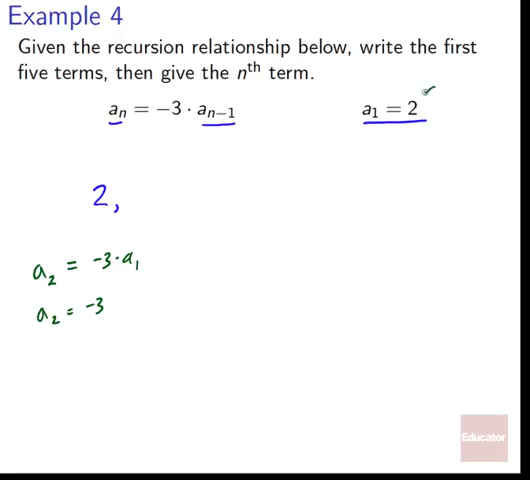 Example 4
Given the recursion relationship below, write the first
five terms, then give the nᵗʰ term.
aₙ = −3 · aₙ₋₁ a₁ = 2
2,
a₂ = -3·a₁
a₂ = -3
Educator